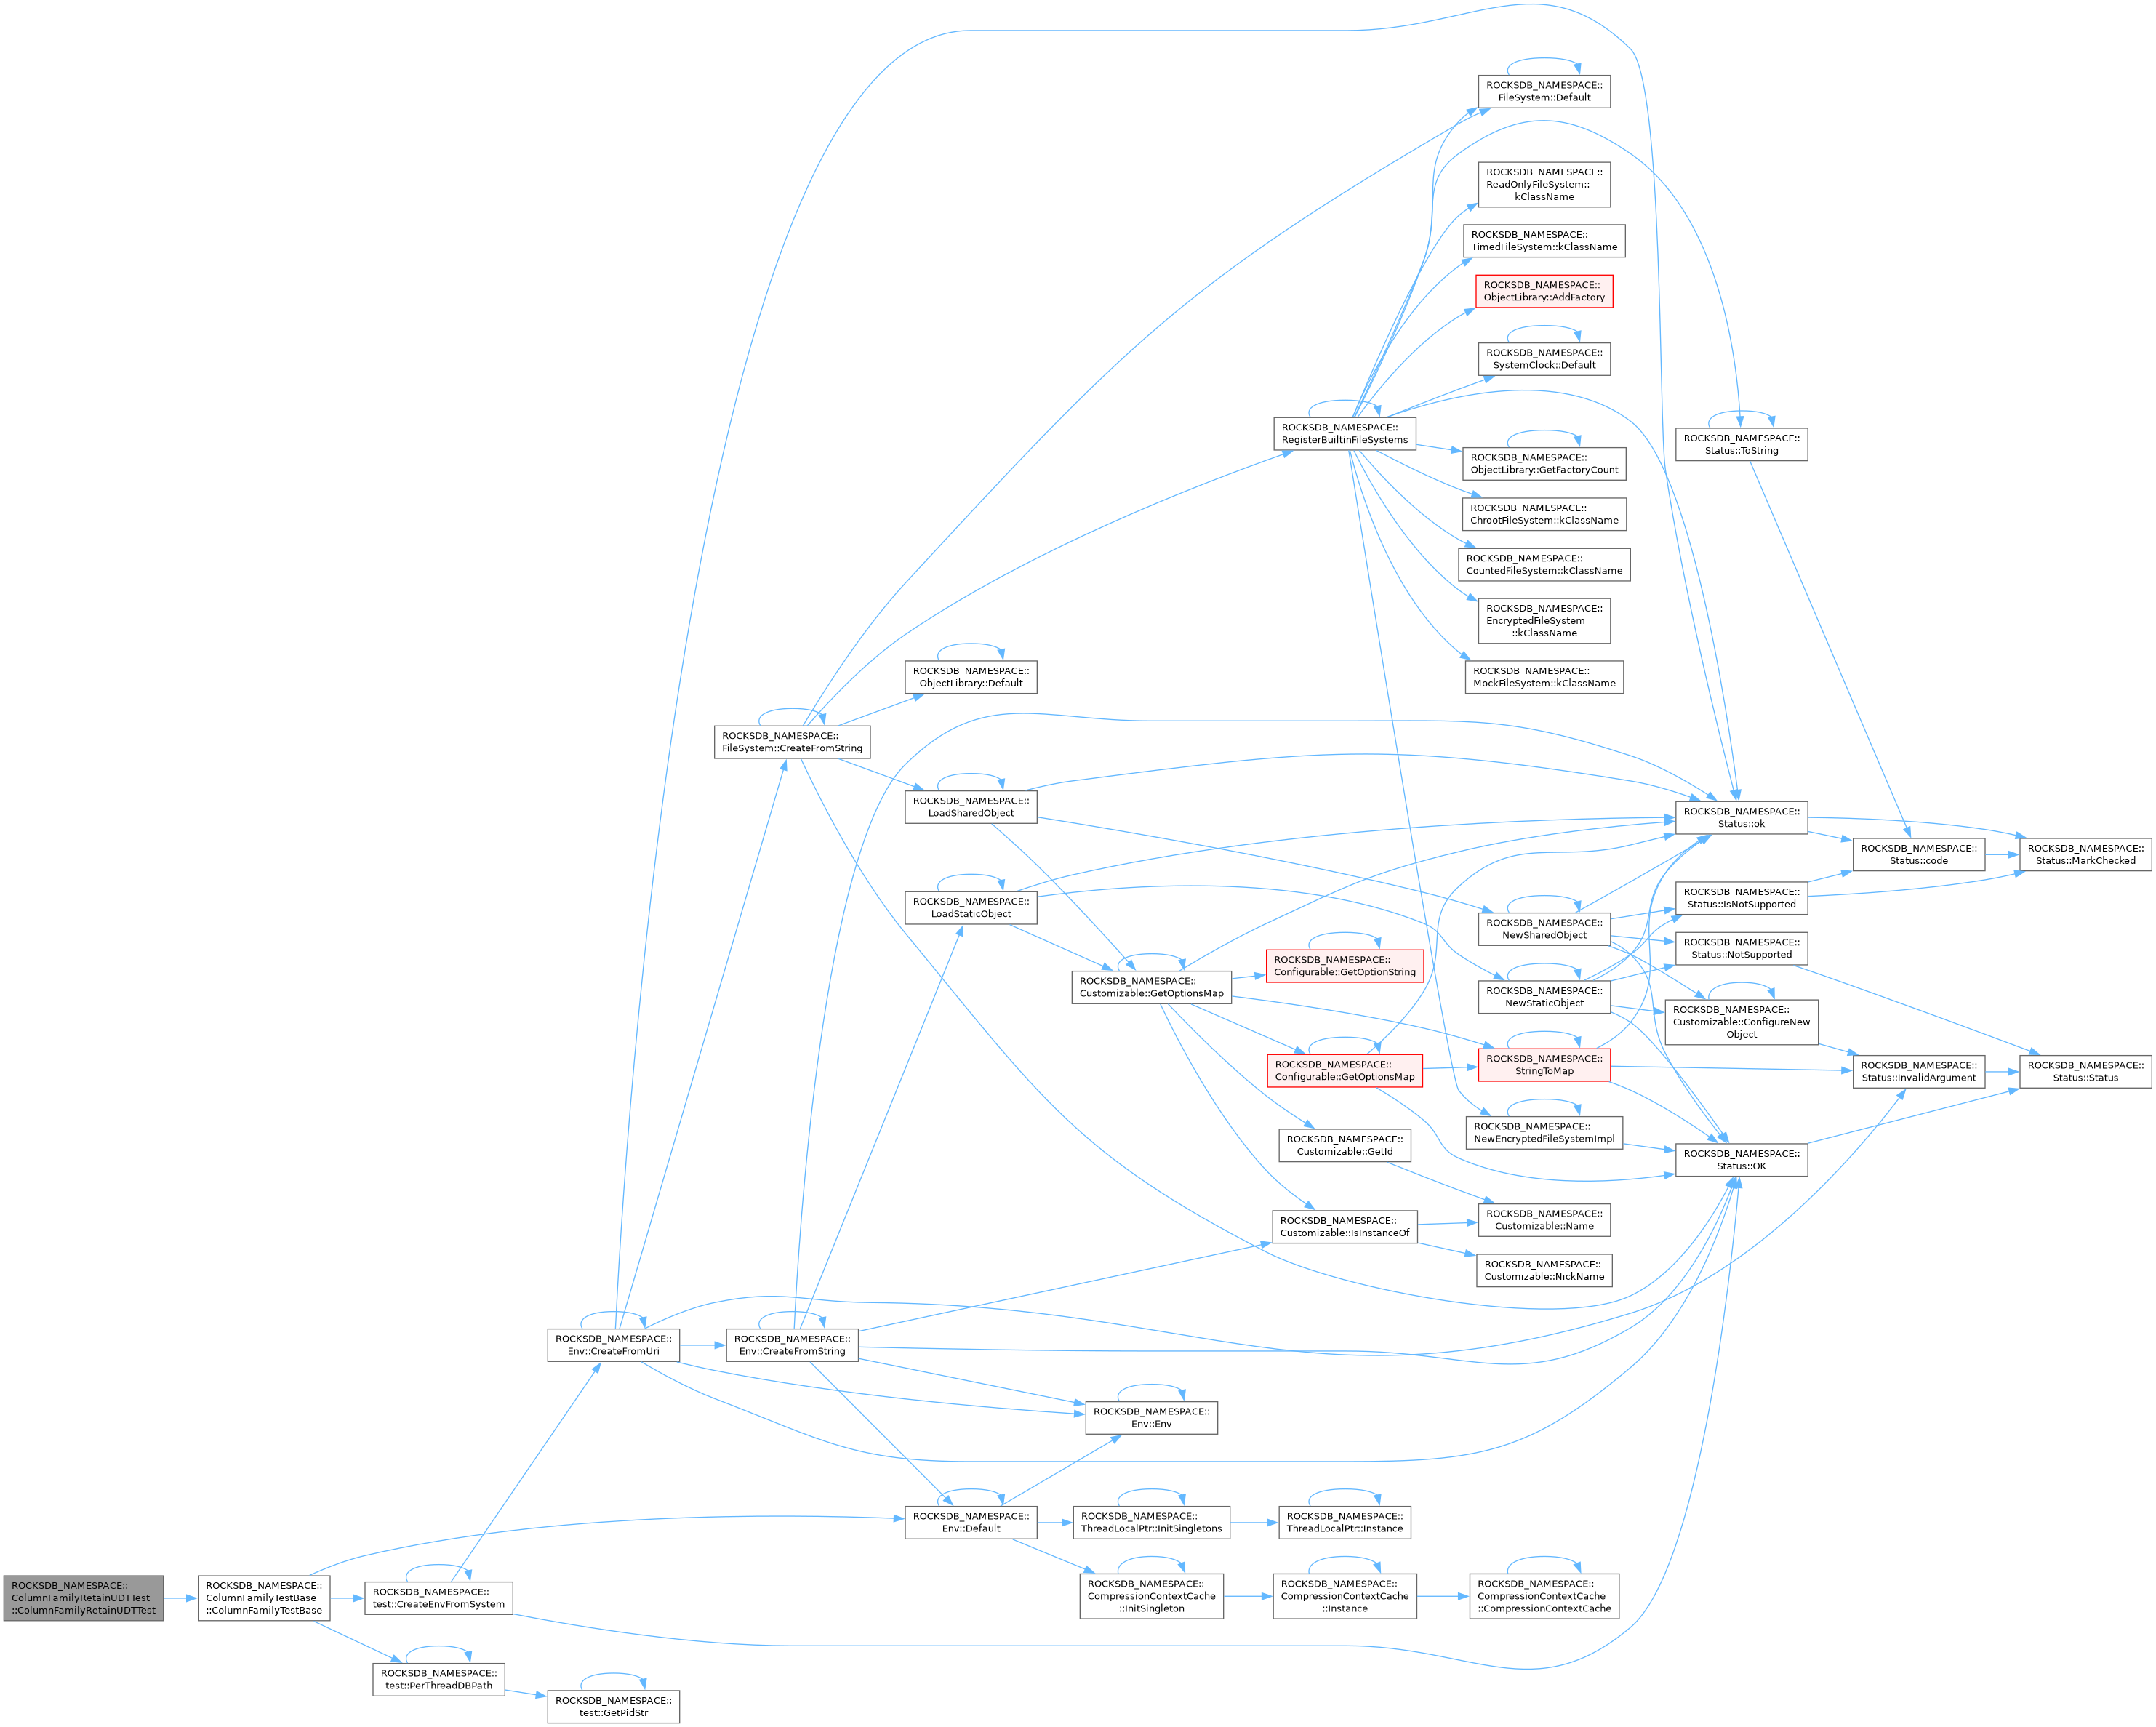 ROCKSDB_NAMESPACE::
FileSystem::Default
ROCKSDB_NAMESPACE::
ReadOnlyFileSystem::
kClassName
ROCKSDB_NAMESPACE::
TimedFileSystem::kClassName
ROCKSDB_NAMESPACE::
ObjectLibrary::AddFactory
ROCKSDB_NAMESPACE::
SystemClock::Default
ROCKSDB_NAMESPACE::
RegisterBuiltinFileSystems
ROCKSDB_NAMESPACE::
Status::ToString
ROCKSDB_NAMESPACE::
ObjectLibrary::GetFactoryCount
ROCKSDB_NAMESPACE::
ChrootFileSystem::kClassName
ROCKSDB_NAMESPACE::
CountedFileSystem::kClassName
ROCKSDB_NAMESPACE::
EncryptedFileSystem
::kClassName
ROCKSDB_NAMESPACE::
ObjectLibrary::Default
ROCKSDB_NAMESPACE::
MockFileSystem::kClassName
ROCKSDB_NAMESPACE::
FileSystem::CreateFromString
ROCKSDB_NAMESPACE::
LoadSharedObject
ROCKSDB_NAMESPACE::
Status::ok
ROCKSDB_NAMESPACE::
Status::code
ROCKSDB_NAMESPACE::
Status::MarkChecked
ROCKSDB_NAMESPACE::
LoadStaticObject
ROCKSDB_NAMESPACE::
Status::IsNotSupported
ROCKSDB_NAMESPACE::
NewSharedObject
ROCKSDB_NAMESPACE::
Status::NotSupported
ROCKSDB_NAMESPACE::
Configurable::GetOptionString
ROCKSDB_NAMESPACE::
Customizable::GetOptionsMap
ROCKSDB_NAMESPACE::
NewStaticObject
ROCKSDB_NAMESPACE::
Customizable::ConfigureNew
Object
ROCKSDB_NAMESPACE::
Configurable::GetOptionsMap
ROCKSDB_NAMESPACE::
StringToMap
ROCKSDB_NAMESPACE::
Status::InvalidArgument
ROCKSDB_NAMESPACE::
Status::Status
ROCKSDB_NAMESPACE::
NewEncryptedFileSystemImpl
ROCKSDB_NAMESPACE::
Customizable::GetId
ROCKSDB_NAMESPACE::
Status::OK
ROCKSDB_NAMESPACE::
Customizable::IsInstanceOf
ROCKSDB_NAMESPACE::
Customizable::Name
ROCKSDB_NAMESPACE::
Customizable::NickName
ROCKSDB_NAMESPACE::
Env::CreateFromUri
ROCKSDB_NAMESPACE::
Env::CreateFromString
ROCKSDB_NAMESPACE::
Env::Env
ROCKSDB_NAMESPACE::
Env::Default
ROCKSDB_NAMESPACE::
ThreadLocalPtr::InitSingletons
ROCKSDB_NAMESPACE::
ThreadLocalPtr::Instance
ROCKSDB_NAMESPACE::
ColumnFamilyRetainUDTTest
::ColumnFamilyRetainUDTTest
ROCKSDB_NAMESPACE::
ColumnFamilyTestBase
::ColumnFamilyTestBase
ROCKSDB_NAMESPACE::
test::CreateEnvFromSystem
ROCKSDB_NAMESPACE::
CompressionContextCache
::InitSingleton
ROCKSDB_NAMESPACE::
CompressionContextCache
::Instance
ROCKSDB_NAMESPACE::
CompressionContextCache
::CompressionContextCache
ROCKSDB_NAMESPACE::
test::PerThreadDBPath
ROCKSDB_NAMESPACE::
test::GetPidStr